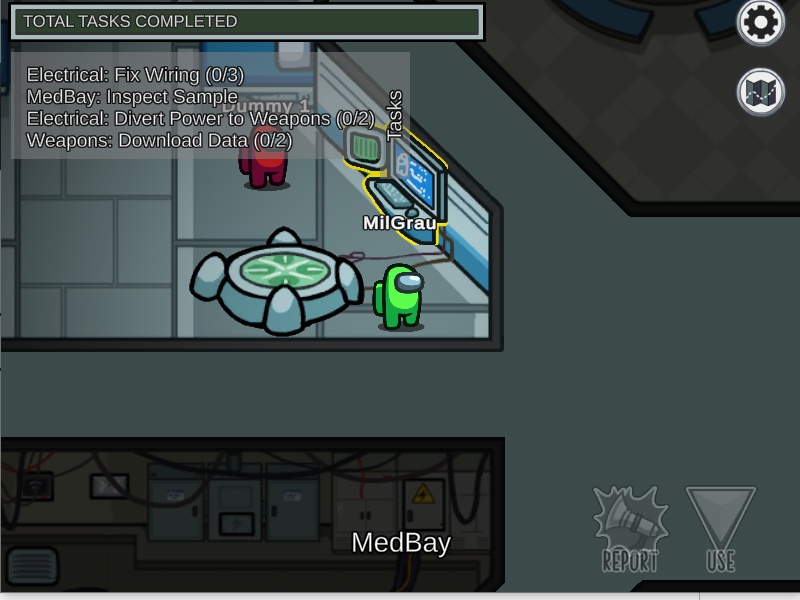 TOTAL TASKS COMPLETED
Electrical: Fix Wiring (0/3)
MedBay: Inspect Sample
Dummy 1
Electrical: Divert Power to Weapons (0/2)
Weapons: Download Data (0/2)
Tasks
MilGrau
MedBay
REPORT
USE